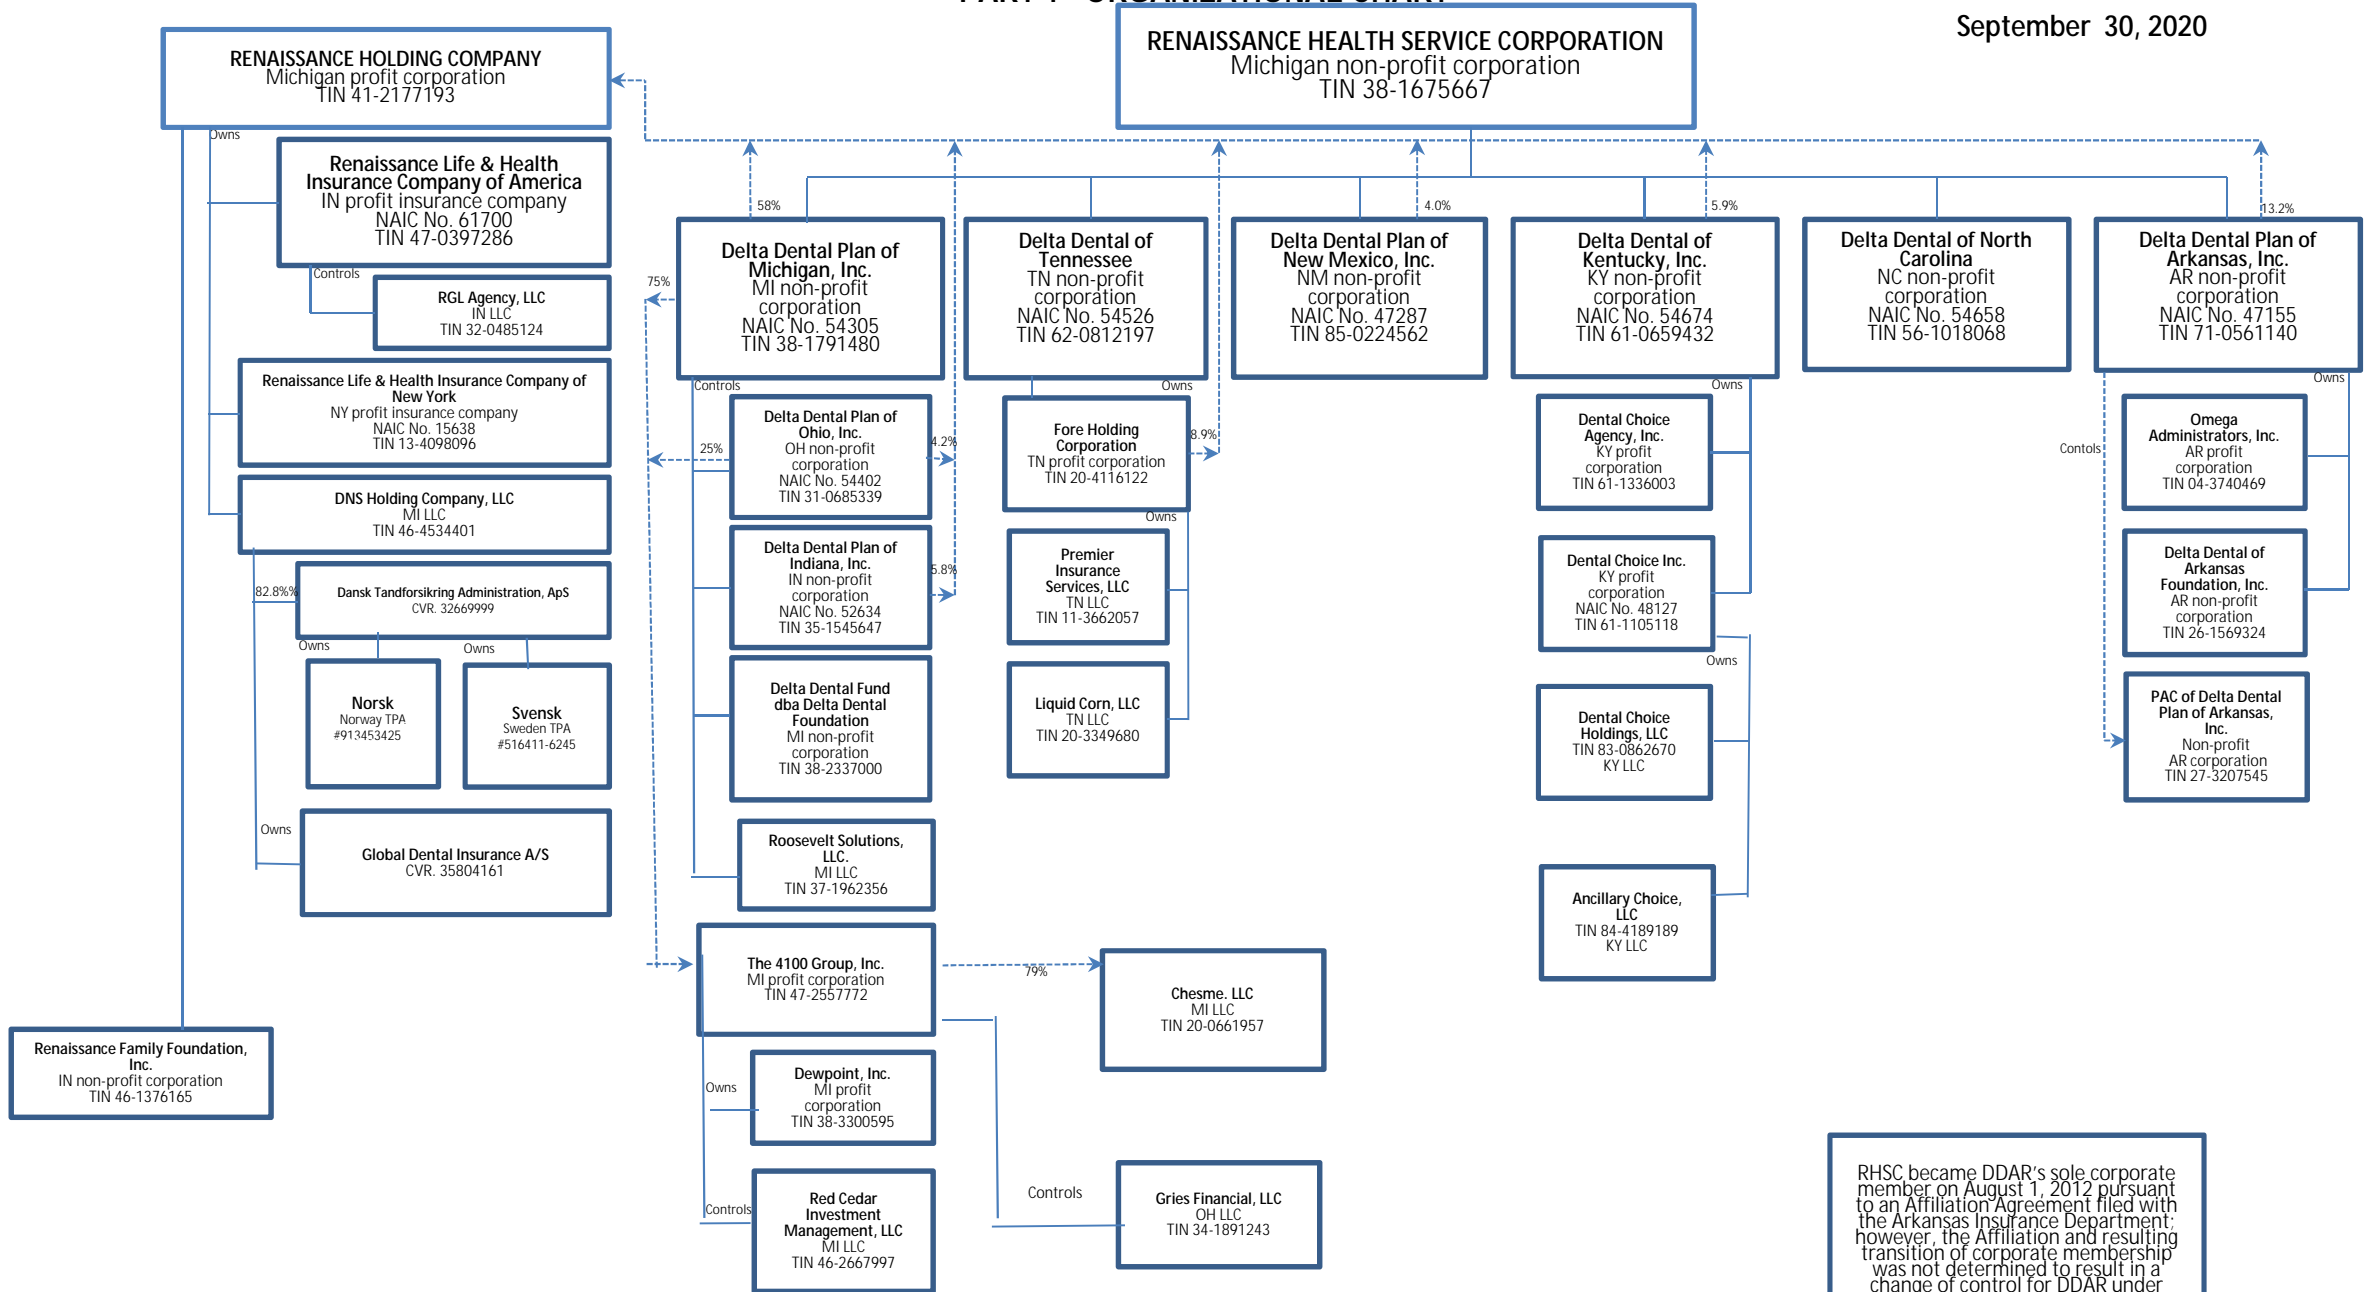 PART 1 - ORGANIZATIONAL CHART
September 30, 2020
RENAISSANCE HOLDING COMPANY
Michigan profit corporation
TIN 41-2177193
RENAISSANCE HEALTH SERVICE CORPORATION
Michigan non-profit corporation
TIN 38-1675667
Owns
Renaissance Life & Health
Insurance Company of America
IN profit insurance company
NAIC No. 61700
TIN 47-0397286
Controls
RGL Agency, LLC
IN LLC
TIN 32-0485124
Renaissance Life & Health Insurance Company of
New York
NY profit insurance company
NAIC No. 15638
TIN 13-4098096
DNS Holding Company, LLC
MI LLC
TIN 46-4534401
82.8%%
Dansk Tandforsikring Administration, ApS
CVR. 32669999
Owns
Owns
Norsk
Norway TPA
#913453425
Svensk
Sweden TPA
#516411-6245
Owns
Global Dental Insurance A/S
CVR. 35804161
Renaissance Family Foundation,
Inc.
IN non-profit corporation
TIN 46-1376165
58%
Delta Dental Plan of
Michigan, Inc.
MI non-profit
corporation
NAIC No. 54305
TIN 38-1791480
75%
Controls
Delta Dental Plan of
Ohio, Inc.
OH non-profit
corporation
NAIC No. 54402
TIN 31-0685339
25%
4.2%
Delta Dental Plan of
Indiana, Inc.
IN non-profit
corporation
NAIC No. 52634
TIN 35-1545647
5.8%
Delta Dental Fund
dba Delta Dental
Foundation
MI non-profit
corporation
TIN 38-2337000
Roosevelt Solutions,
LLC.
MI LLC
TIN 37-1962356
The 4100 Group, Inc.
MI profit corporation
TIN 47-2557772
79%
Chesme. LLC
MI LLC
TIN 20-0661957
Owns
Dewpoint, Inc.
MI profit
corporation
TIN 38-3300595
Controls
Red Cedar
Investment
Management, LLC
MI LLC
TIN 46-2667997
Controls
Gries Financial, LLC
OH LLC
TIN 34-1891243
Delta Dental of
Tennessee
TN non-profit
corporation
NAIC No. 54526
TIN 62-0812197
Owns
Fore Holding
Corporation
TN profit corporation
TIN 20-4116122
8.9%
Owns
Premier
Insurance
Services, LLC
TN LLC
TIN 11-3662057
Liquid Corn, LLC
TN LLC
TIN 20-3349680
4.0%
Delta Dental Plan of
New Mexico, Inc.
NM non-profit
corporation
NAIC No. 47287
TIN 85-0224562
5.9%
Delta Dental of
Kentucky, Inc.
KY non-profit
corporation
NAIC No. 54674
TIN 61-0659432
Owns
Dental Choice
Agency, Inc.
KY profit
corporation
TIN 61-1336003
Dental Choice Inc.
KY profit
corporation
NAIC No. 48127
TIN 61-1105118
Owns
Dental Choice
Holdings, LLC
TIN 83-0862670
KY LLC
Ancillary Choice,
LLC
TIN 84-4189189
KY LLC
Delta Dental of North
Carolina
NC non-profit
corporation
NAIC No. 54658
TIN 56-1018068
13.2%
Delta Dental Plan of
Arkansas, Inc.
AR non-profit
corporation
NAIC No. 47155
TIN 71-0561140
Owns
Contols
Omega
Administrators, Inc.
AR profit
corporation
TIN 04-3740469
Delta Dental of
Arkansas
Foundation, Inc.
AR non-profit
corporation
TIN 26-1569324
PAC of Delta Dental
Plan of Arkansas,
Inc.
Non-profit
AR corporation
TIN 27-3207545
RHSC became DDAR's sole corporate
member on August 1, 2012 pursuant
to an Affiliation Agreement filed with
the Arkansas Insurance Department;
however, the Affiliation and resulting
transition of corporate membership
was not determined to result in a
change of control for DDAR under